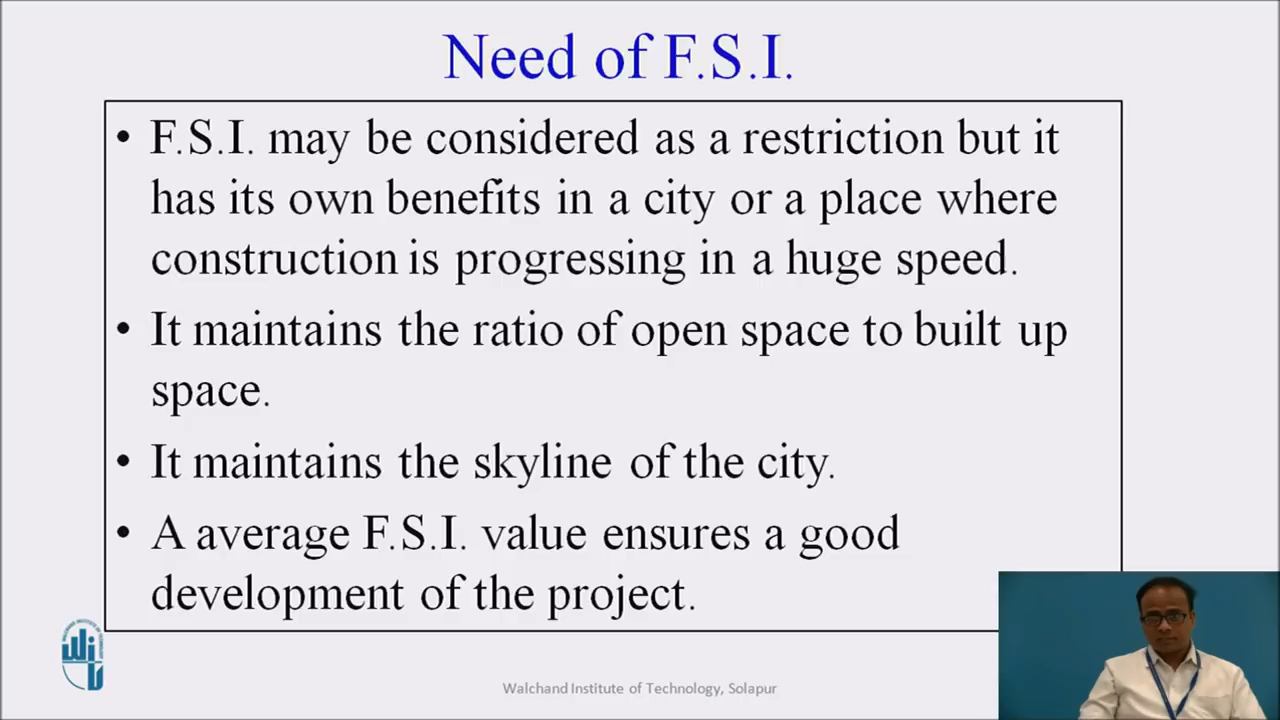 Need of F.S.I.
• F.S.I. may be considered as a restriction but it
has its own benefits in a city or a place where
construction is progressing in a huge speed.
• It maintains the ratio of open space to built up
space.
• It maintains the skyline of the city.
• A average F.S.I. value ensures a good
development of the project.
Walchand Institute of Technology, Solapur